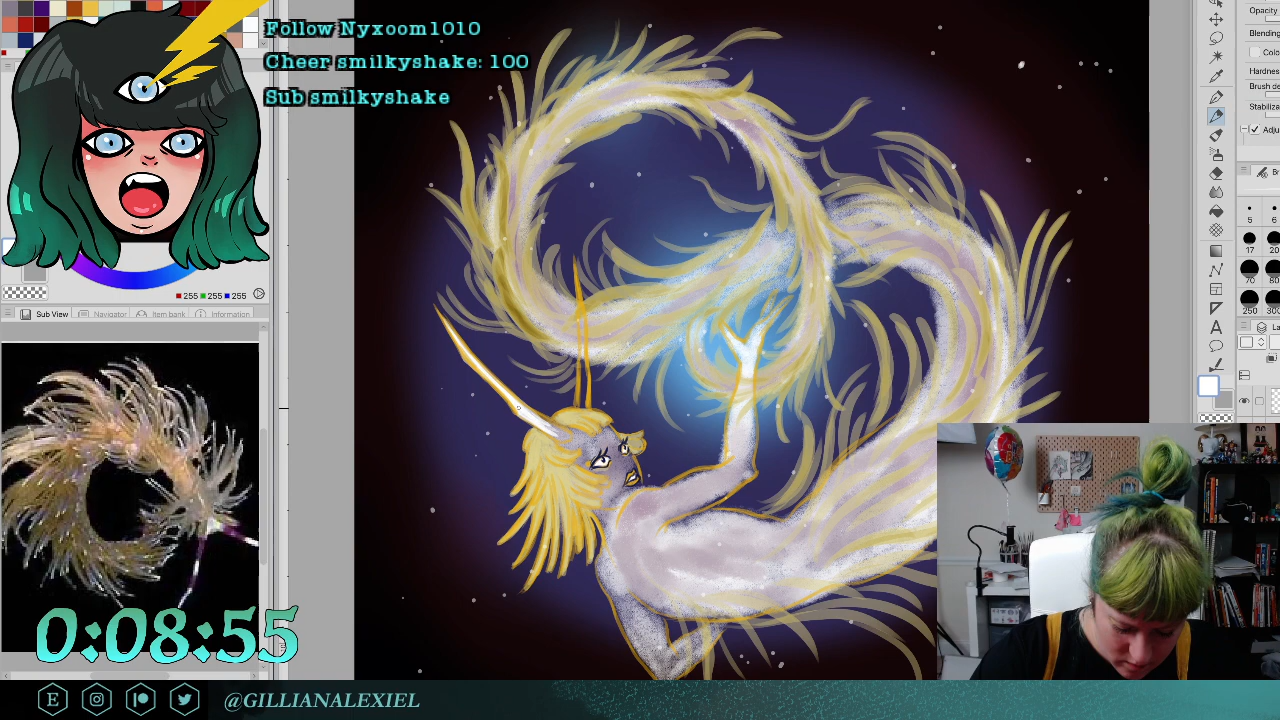 Follow Nyxoom1010
Cheer smilkyshake: 100
Sub smilkyshake
Opacity
Blending
Hardness
Brush de
Stabiliza
Adju
5
17
20
70
80
250
300
255 255 255
Sub View
Navigator
Item bank
Information
0:08:55
E
@GILLIANALEXIEL